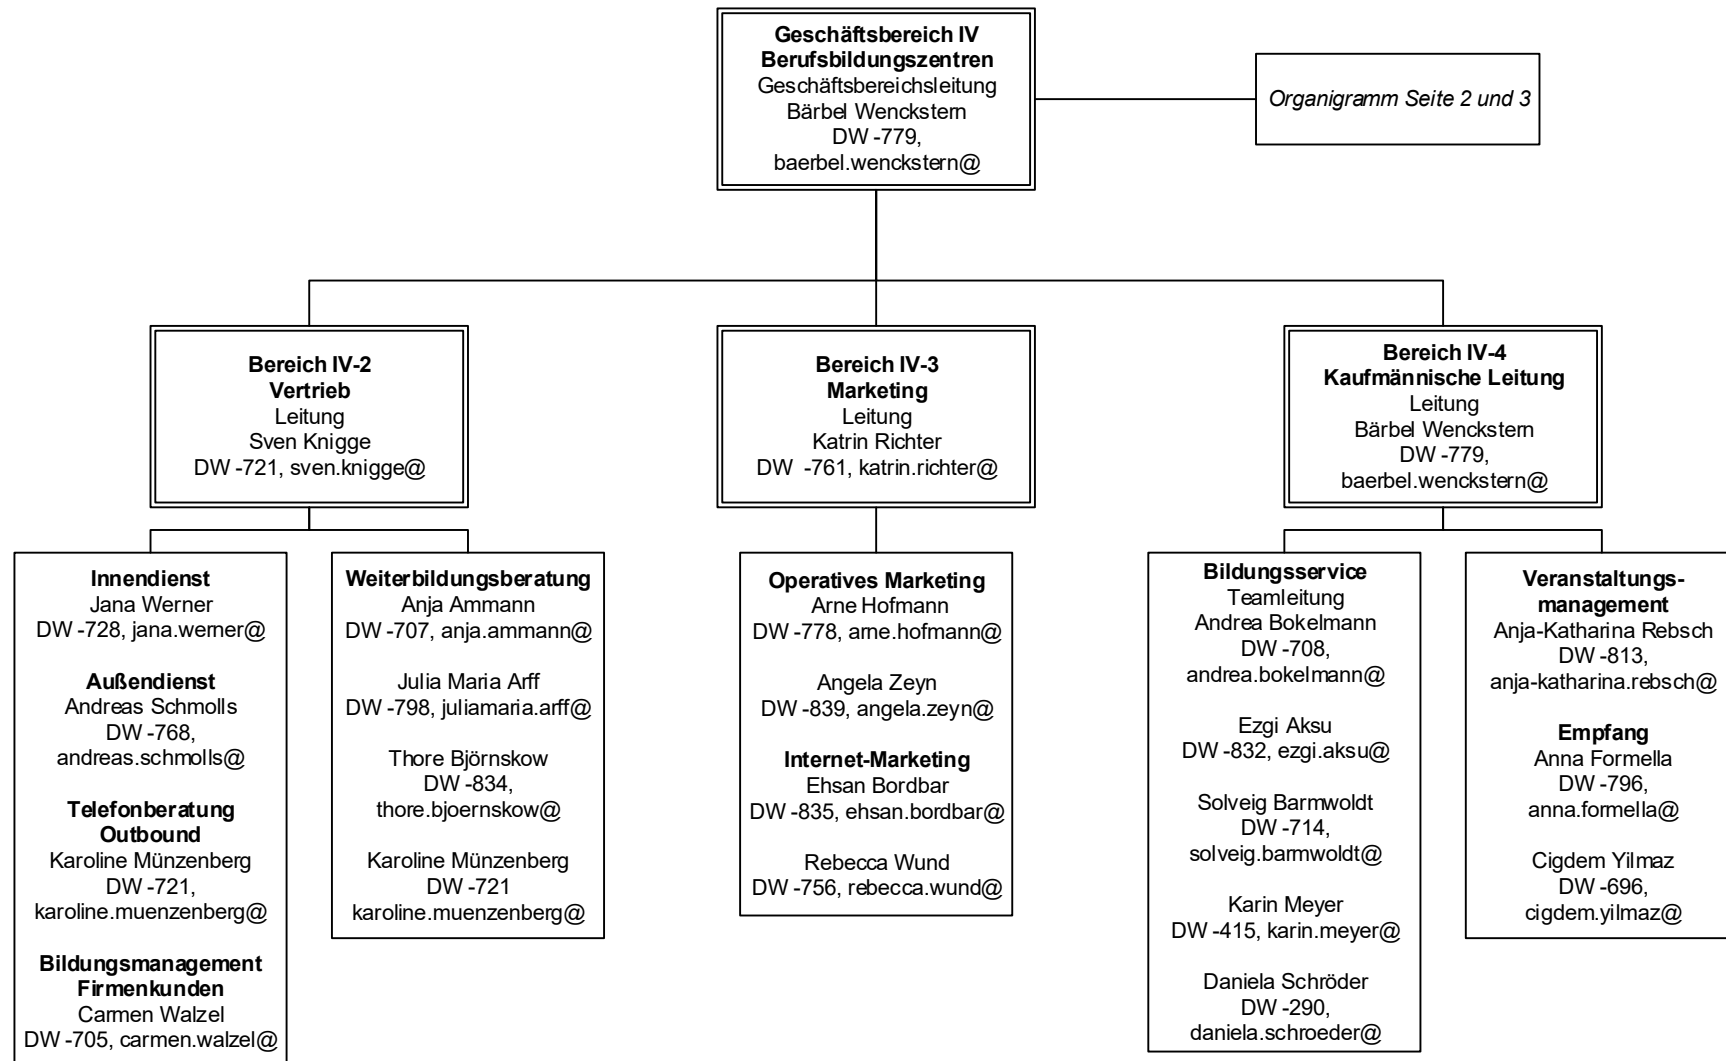 Geschäftsbereich IV
Berufsbildungszentren
Geschäftsbereichsleitung
Bärbel Wenckstern
DW -779,
baerbel.wenckstern@
Organigramm Seite 2 und 3
Bereich IV-2
Vertrieb
Leitung
Sven Knigge
DW -721, sven.knigge@
Bereich IV-3
Marketing
Leitung
Katrin Richter
DW -761, katrin.richter@
Bereich IV-4
Kaufmännische Leitung
Leitung
Bärbel Wenckstern
DW -779,
baerbel.wenckstern@
Innendienst
Jana Werner
DW -728, jana.werner@
Außendienst
Andreas Schmolls
DW -768,
andreas.schmolls@
Telefonberatung
Outbound
Karoline Münzenberg
DW -721,
karoline.muenzenberg@
Bildungsmanagement
Firmenkunden
Carmen Walzel
DW -705, carmen.walzel@
Weiterbildungsberatung
Anja Ammann
DW -707, anja.ammann@
Julia Maria Arff
DW -798, juliamaria.arff@
Thore Björnskow
DW -834,
thore.bjoernskow@
Karoline Münzenberg
DW -721
karoline.muenzenberg@
Operatives Marketing
Arne Hofmann
DW -778, arne.hofmann@
Angela Zeyn
DW -839, angela.zeyn@
Internet-Marketing
Ehsan Bordbar
DW -835, ehsan.bordbar@
Rebecca Wund
DW -756, rebecca.wund@
Bildungsservice
Teamleitung
Andrea Bokelmann
DW -708,
andrea.bokelmann@
Ezgi Aksu
DW -832, ezgi.aksu@
Solveig Barmwoldt
DW -714,
solveig.barmwoldt@
Karin Meyer
DW -415, karin.meyer@
Daniela Schröder
DW -290,
daniela.schroeder@
Veranstaltungs-
management
Anja-Katharina Rebsch
DW -813,
anja-katharina.rebsch@
Empfang
Anna Formella
DW -796,
anna.formella@
Cigdem Yilmaz
DW -696,
cigdem.yilmaz@